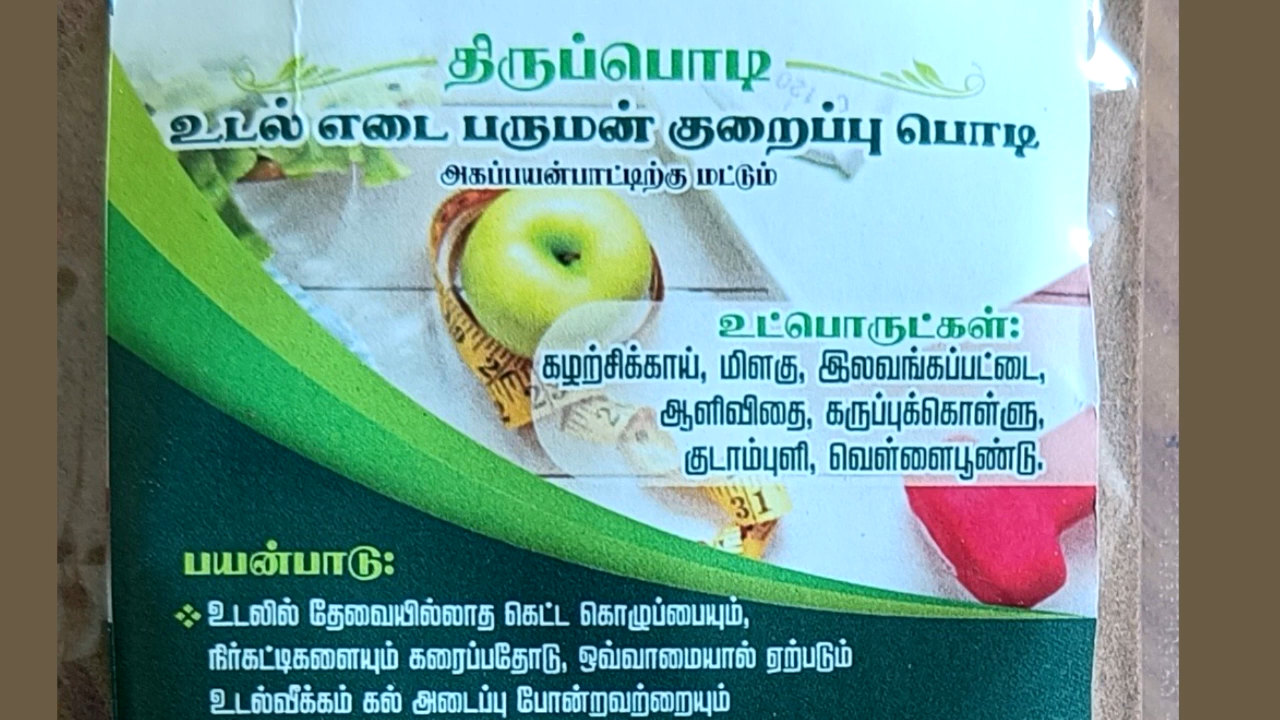 திருப்பொடி
உடல் எடை பருமன் குறைப்பு பொடி
அகப்பயன்பாட்டிற்கு மட்டும்
உட்பொருட்கள்:
கழற்சிக்காய், மிளகு, இலவங்கப்பட்டை,
ஆளிவிதை, கருப்புக்கொள்ளு,
குடாம்புளி, வெள்ளைபூண்டு.
31
பயன்பாடு:
❖ உடலில் தேவையில்லாத கெட்ட கொழுப்பையும்,
நிர்கட்டிகளையும் கரைப்பதோடு, ஒவ்வாமையால் ஏற்படும்
உடல்வீக்கம் கல் அடைப்பு போன்றவற்றையும்